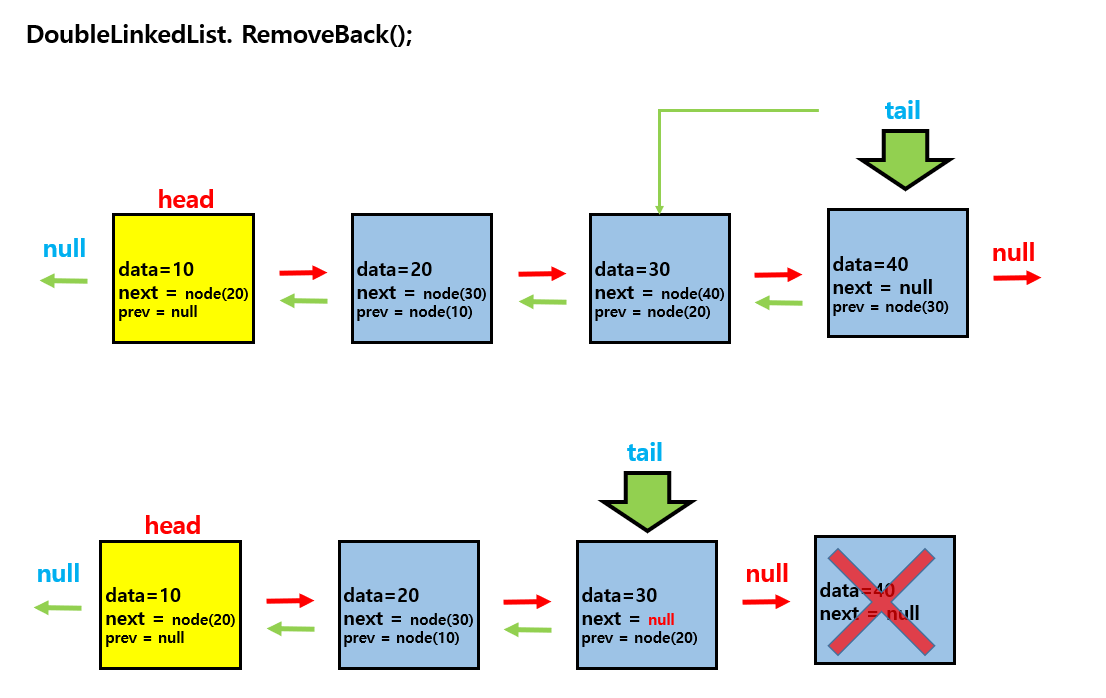 DoubleLinkedList. RemoveBack();
tail
head
null
data=10
next = node(20)
prev = null
data=20
next = node(30)
prev = node(10)
data=30
next = node(40)
prev = node(20)
data=40
next = null
prev = node(30)
null
tail
head
null
data=10
next = node(20)
prev = null
data=20
next = node(30)
prev = node(10)
data=30
next = null
prev = node(20)
null
data=40
next = null